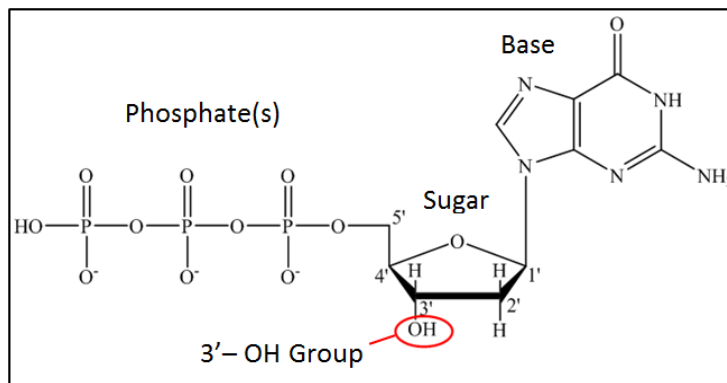 Base
O
Phosphate(s)
N
NH
N
N
NH2
O
O
O
Sugar
5'
HO
P
O
P
O
P
O
O
4'
H
H
1'
O-
O-
O-
3'
2'
OH
H
3’– OH Group